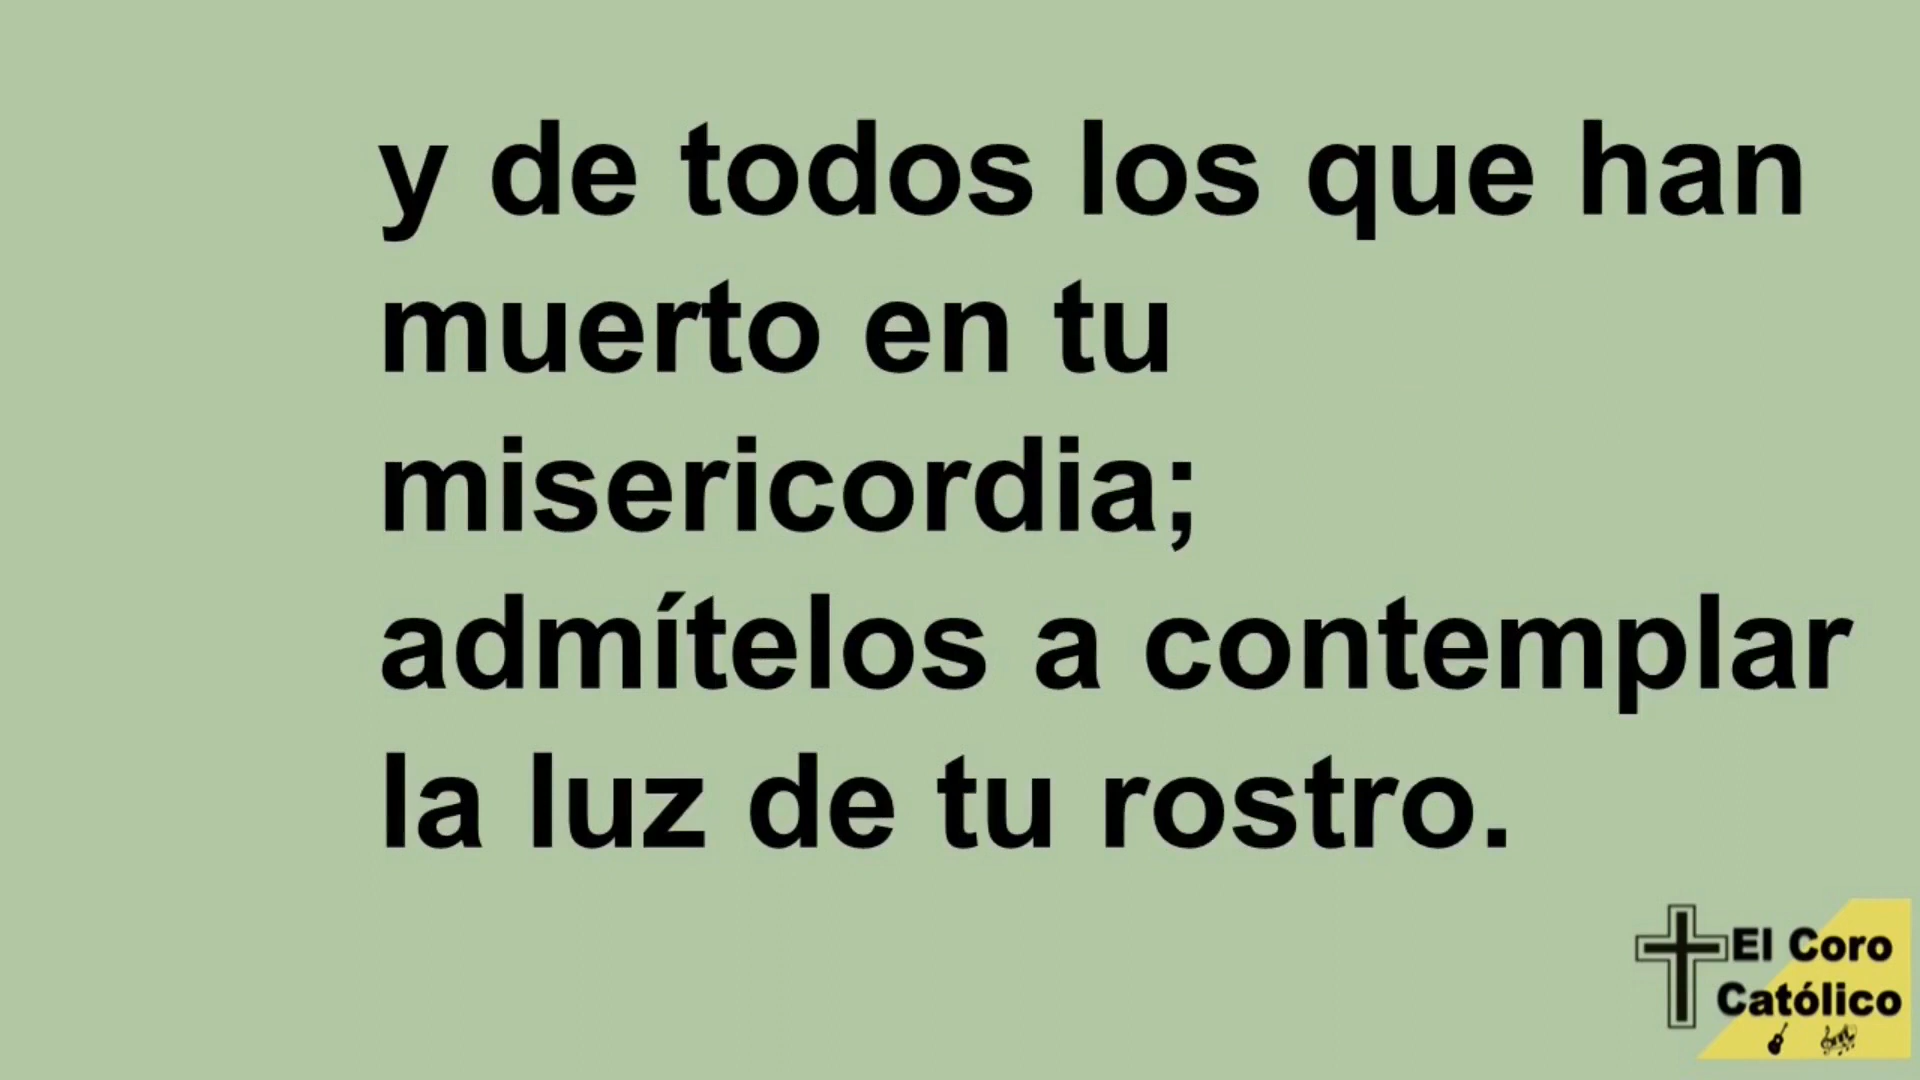 y de todos los que han
muerto en tu
misericordia;
admítelos a contemplar
la luz de tu rostro.
El Coro
Católico